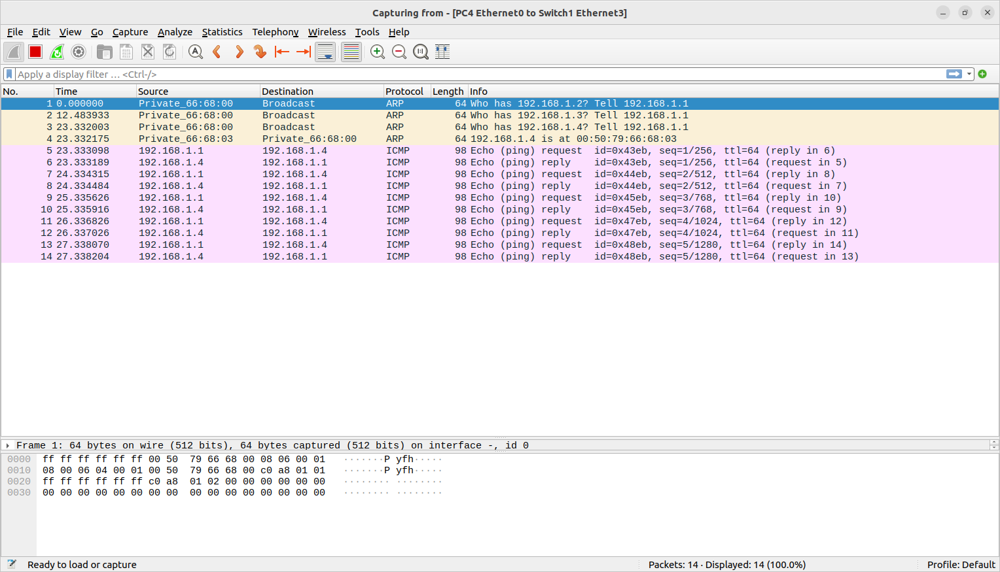 Capturing from - [PC4 Ethernet0 to Switch1 Ethernet3]
File Edit View Go Capture Analyze Statistics Telephony Wireless Tools Help
Apply a display filter … <Ctrl-/>
No. Time Source Destination Protocol Length Info
1 0.000000 Private_66:68:00 Broadcast ARP 64 Who has 192.168.1.2? Tell 192.168.1.1
2 12.483933 Private_66:68:00 Broadcast ARP 64 Who has 192.168.1.3? Tell 192.168.1.1
3 23.332003 Private_66:68:00 Broadcast ARP 64 Who has 192.168.1.4? Tell 192.168.1.1
4 23.332175 Private_66:68:03 Private_66:68:00 ARP 64 192.168.1.4 is at 00:50:79:66:68:03
5 23.333098 192.168.1.1 192.168.1.4 ICMP 98 Echo (ping) request id=0x43eb, seq=1/256, ttl=64 (reply in 6)
6 23.333189 192.168.1.4 192.168.1.1 ICMP 98 Echo (ping) reply id=0x43eb, seq=1/256, ttl=64 (request in 5)
7 24.334315 192.168.1.1 192.168.1.4 ICMP 98 Echo (ping) request id=0x44eb, seq=2/512, ttl=64 (reply in 8)
8 24.334484 192.168.1.4 192.168.1.1 ICMP 98 Echo (ping) reply id=0x44eb, seq=2/512, ttl=64 (request in 7)
9 25.335626 192.168.1.1 192.168.1.4 ICMP 98 Echo (ping) request id=0x45eb, seq=3/768, ttl=64 (reply in 10)
10 25.335916 192.168.1.4 192.168.1.1 ICMP 98 Echo (ping) reply id=0x45eb, seq=3/768, ttl=64 (request in 9)
11 26.336826 192.168.1.1 192.168.1.4 ICMP 98 Echo (ping) request id=0x47eb, seq=4/1024, ttl=64 (reply in 12)
12 26.337026 192.168.1.4 192.168.1.1 ICMP 98 Echo (ping) reply id=0x47eb, seq=4/1024, ttl=64 (request in 11)
13 27.338070 192.168.1.1 192.168.1.4 ICMP 98 Echo (ping) request id=0x48eb, seq=5/1280, ttl=64 (reply in 14)
14 27.338204 192.168.1.4 192.168.1.1 ICMP 98 Echo (ping) reply id=0x48eb, seq=5/1280, ttl=64 (request in 13)
Frame 1: 64 bytes on wire (512 bits), 64 bytes captured (512 bits) on interface -, id 0
0000 ff ff ff ff ff ff 00 50 79 66 68 00 08 06 00 01 ·······P yfh·····
0010 08 00 06 04 00 01 00 50 79 66 68 00 c0 a8 01 01 ·······P yfh·····
0020 ff ff ff ff ff ff c0 a8 01 02 00 00 00 00 00 00 ········ ········
0030 00 00 00 00 00 00 00 00 00 00 00 00 00 00 00 00 ········ ········
Ready to load or capture Packets: 14 · Displayed: 14 (100.0%) Profile: Default